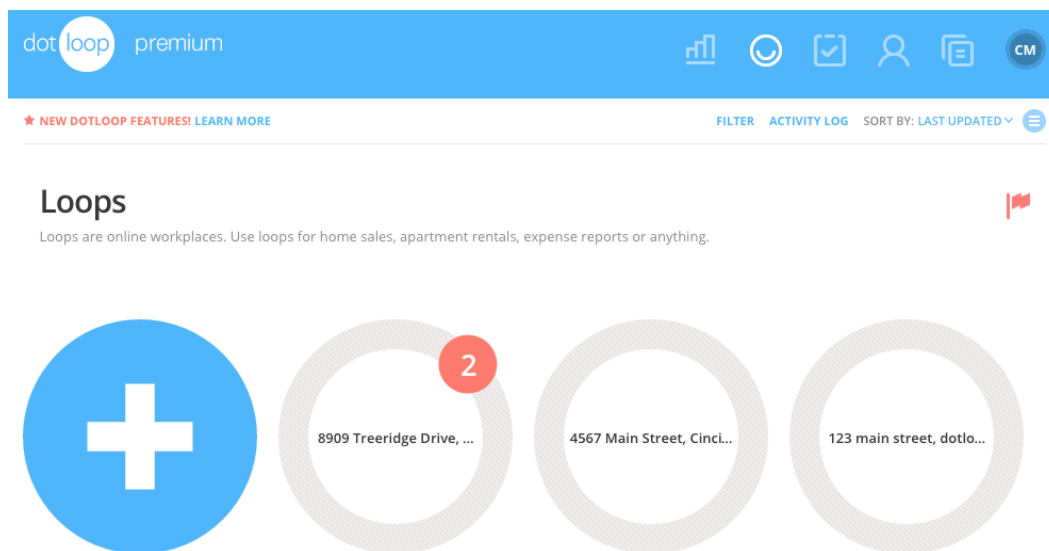 dotloop premium
CM
NEW DOTLOOP FEATURES! LEARN MORE
FILTER ACTIVITY LOG SORT BY: LAST UPDATED
Loops
Loops are online workplaces. Use loops for home sales, apartment rentals, expense reports or anything.
2
8909 Treeridge Drive, ...
4567 Main Street, Cinci...
123 main street, dotlo...